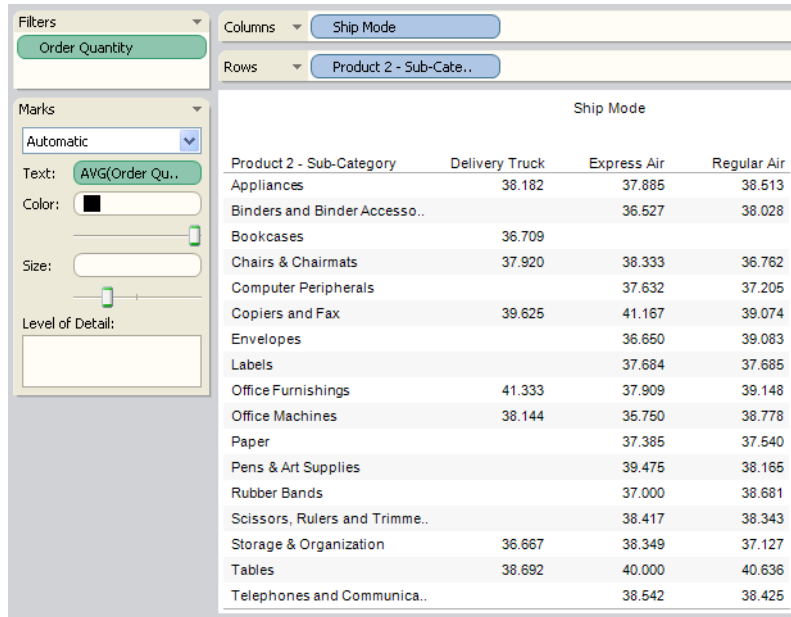 Filters
Order Quantity
Columns Ship Mode
Rows Product 2 - Sub-Cate..
Marks
Automatic
Text: AVG(Order Qu..
Color:
Size:
Level of Detail:
Ship Mode
Product 2 - Sub-Category Delivery Truck Express Air Regular Air
Appliances 38.182 37.885 38.513
Binders and Binder Accesso.. 36.527 38.028
Bookcases 36.709
Chairs & Chairmats 37.920 38.333 36.762
Computer Peripherals 37.632 37.205
Copiers and Fax 39.625 41.167 39.074
Envelopes 36.650 39.083
Labels 37.684 37.685
Office Furnishings 41.333 37.909 39.148
Office Machines 38.144 35.750 38.778
Paper 37.385 37.540
Pens & Art Supplies 39.475 38.165
Rubber Bands 37.000 38.681
Scissors, Rulers and Trimme.. 38.417 38.343
Storage & Organization 36.667 38.349 37.127
Tables 38.692 40.000 40.636
Telephones and Communica.. 38.542 38.425